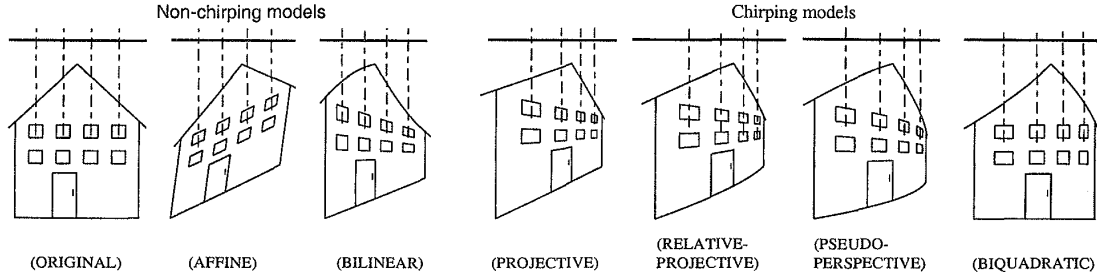 Non-chirping models
Chirping models
(ORIGINAL)
(AFFINE)
(BILINEAR)
(PROJECTIVE)
(RELATIVE-
PROJECTIVE)
(PSEUDO-
PERSPECTIVE)
(BIQUADRATIC)